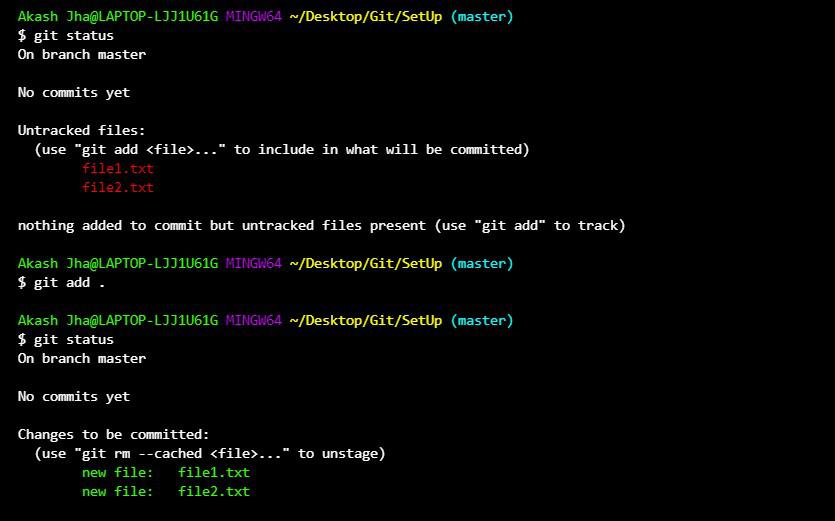 Akash Jha@LAPTOP-LJJ1U61G MINGW64 ~/Desktop/Git/SetUp (master)
$ git status
On branch master
No commits yet
Untracked files:
(use "git add <file>..." to include in what will be committed)
file1.txt
file2.txt
nothing added to commit but untracked files present (use "git add" to track)
Akash Jha@LAPTOP-LJJ1U61G MINGW64 ~/Desktop/Git/SetUp (master)
$ git add .
Akash Jha@LAPTOP-LJJ1U61G MINGW64 ~/Desktop/Git/SetUp (master)
$ git status
On branch master
No commits yet
Changes to be committed:
(use "git rm --cached <file>..." to unstage)
new file: file1.txt
new file: file2.txt